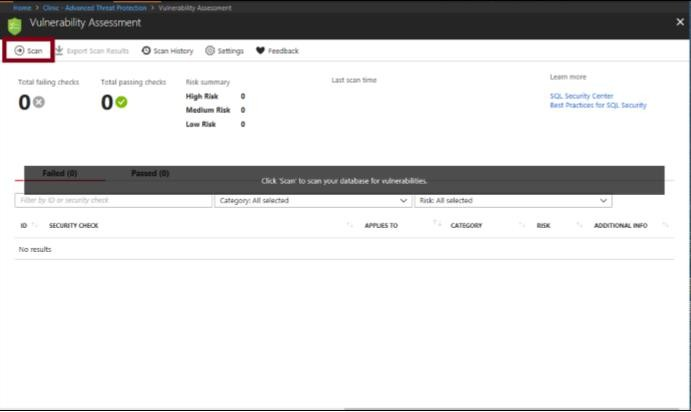 Home > Clinic - Advanced Threat Protection > Vulnerability Assessment
Vulnerability Assessment
Scan Export Scan Results Scan History Settings Feedback
Total failing checks Total passing checks Risk summary Last scan time Learn more
0 0
High Risk 0
Medium Risk 0
Low Risk 0
SQL Security Center
Best Practices for SQL Security
Failed (0) Passed (0)
Click 'Scan' to scan your database for vulnerabilities.
Filter by ID or security check Category: All selected Risk: All selected
ID SECURITY CHECK APPLIES TO CATEGORY RISK ADDITIONAL INFO
No results